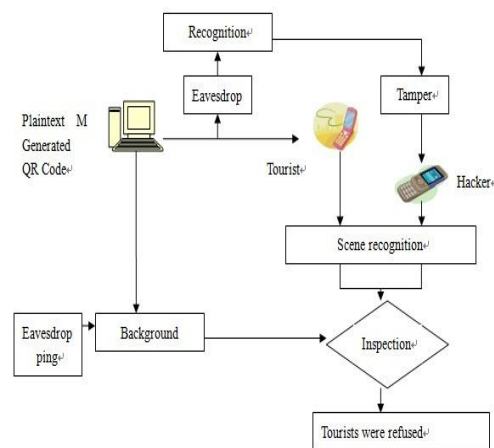 Recognition
Eavesdrop
Tamper
Plaintext M
Generated
QR Code
Tourist
Hacker
Scene recognition
Eavesdrop
ping
Background
Inspection
Tourists were refused